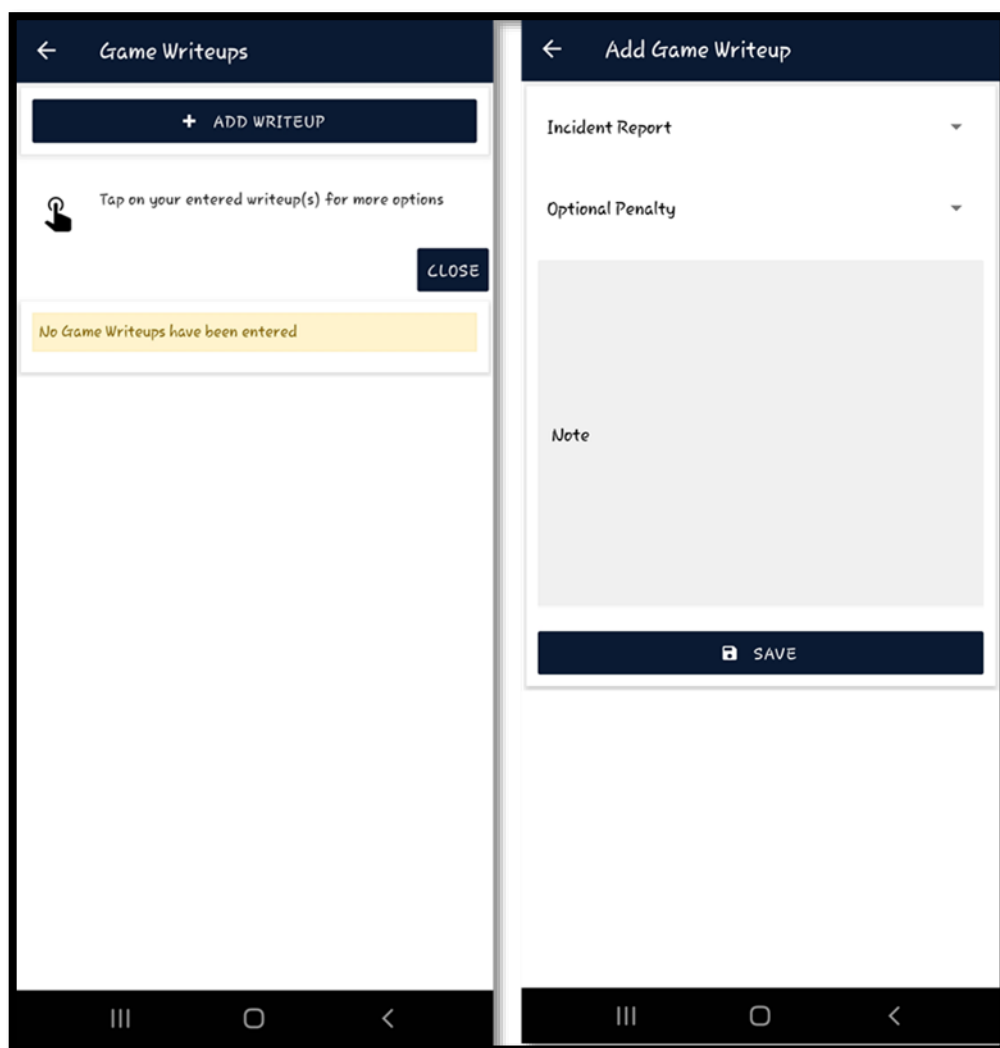 Game Writeups
+ ADD WRITEUP
Tap on your entered writeup(s) for more options
CLOSE
No Game Writeups have been entered
Add Game Writeup
Incident Report
Optional Penalty
Note
SAVE